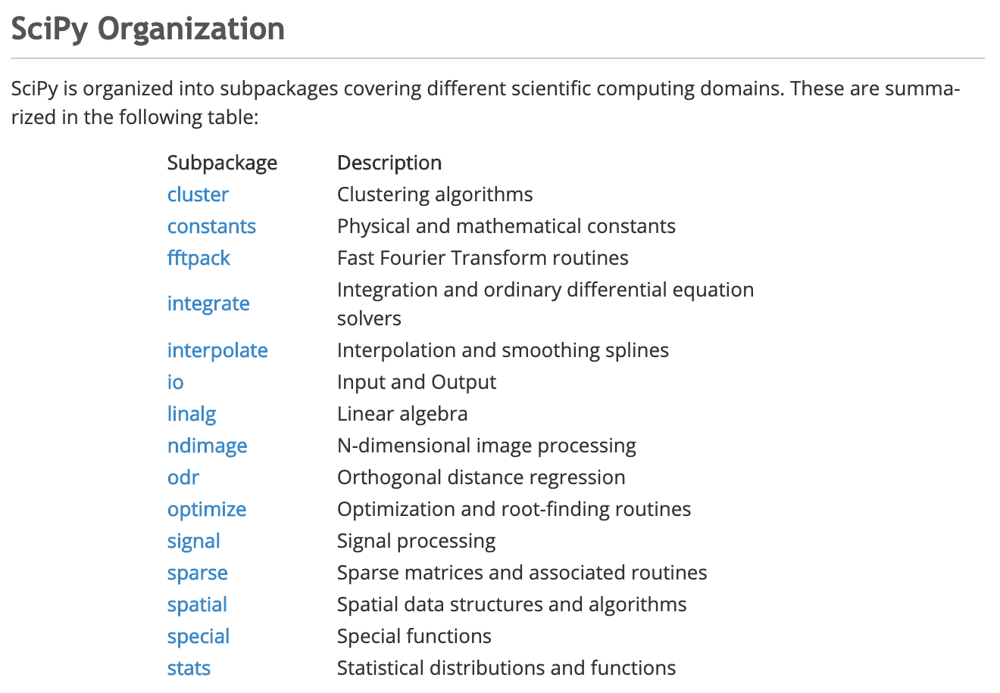 SciPy Organization
SciPy is organized into subpackages covering different scientific computing domains. These are summa-
rized in the following table:
Subpackage Description
cluster Clustering algorithms
constants Physical and mathematical constants
fftpack Fast Fourier Transform routines
integrate Integration and ordinary differential equation
solvers
interpolate Interpolation and smoothing splines
io Input and Output
linalg Linear algebra
ndimage N-dimensional image processing
odr Orthogonal distance regression
optimize Optimization and root-finding routines
signal Signal processing
sparse Sparse matrices and associated routines
spatial Spatial data structures and algorithms
special Special functions
stats Statistical distributions and functions